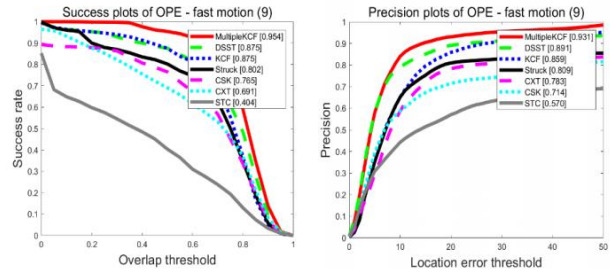 Success plots of OPE - fast motion (9)
MultipleKCF [0.954]
DSST [0.875]
KCF [0.875]
Struck [0.802]
CSK [0.765]
CXT [0.691]
STC [0.404]
Success rate
1
0.9
0.8
0.7
0.6
0.5
0.4
0.3
0.2
0.1
0
0 0.2 0.4 0.6 0.8 1
Overlap threshold
Precision plots of OPE - fast motion (9)
MultipleKCF [0.931]
DSST [0.891]
KCF [0.859]
Struck [0.809]
CXT [0.783]
CSK [0.714]
STC [0.570]
Precision
1
0.9
0.8
0.7
0.6
0.5
0.4
0.3
0.2
0.1
0
0 10 20 30 40 50
Location error threshold